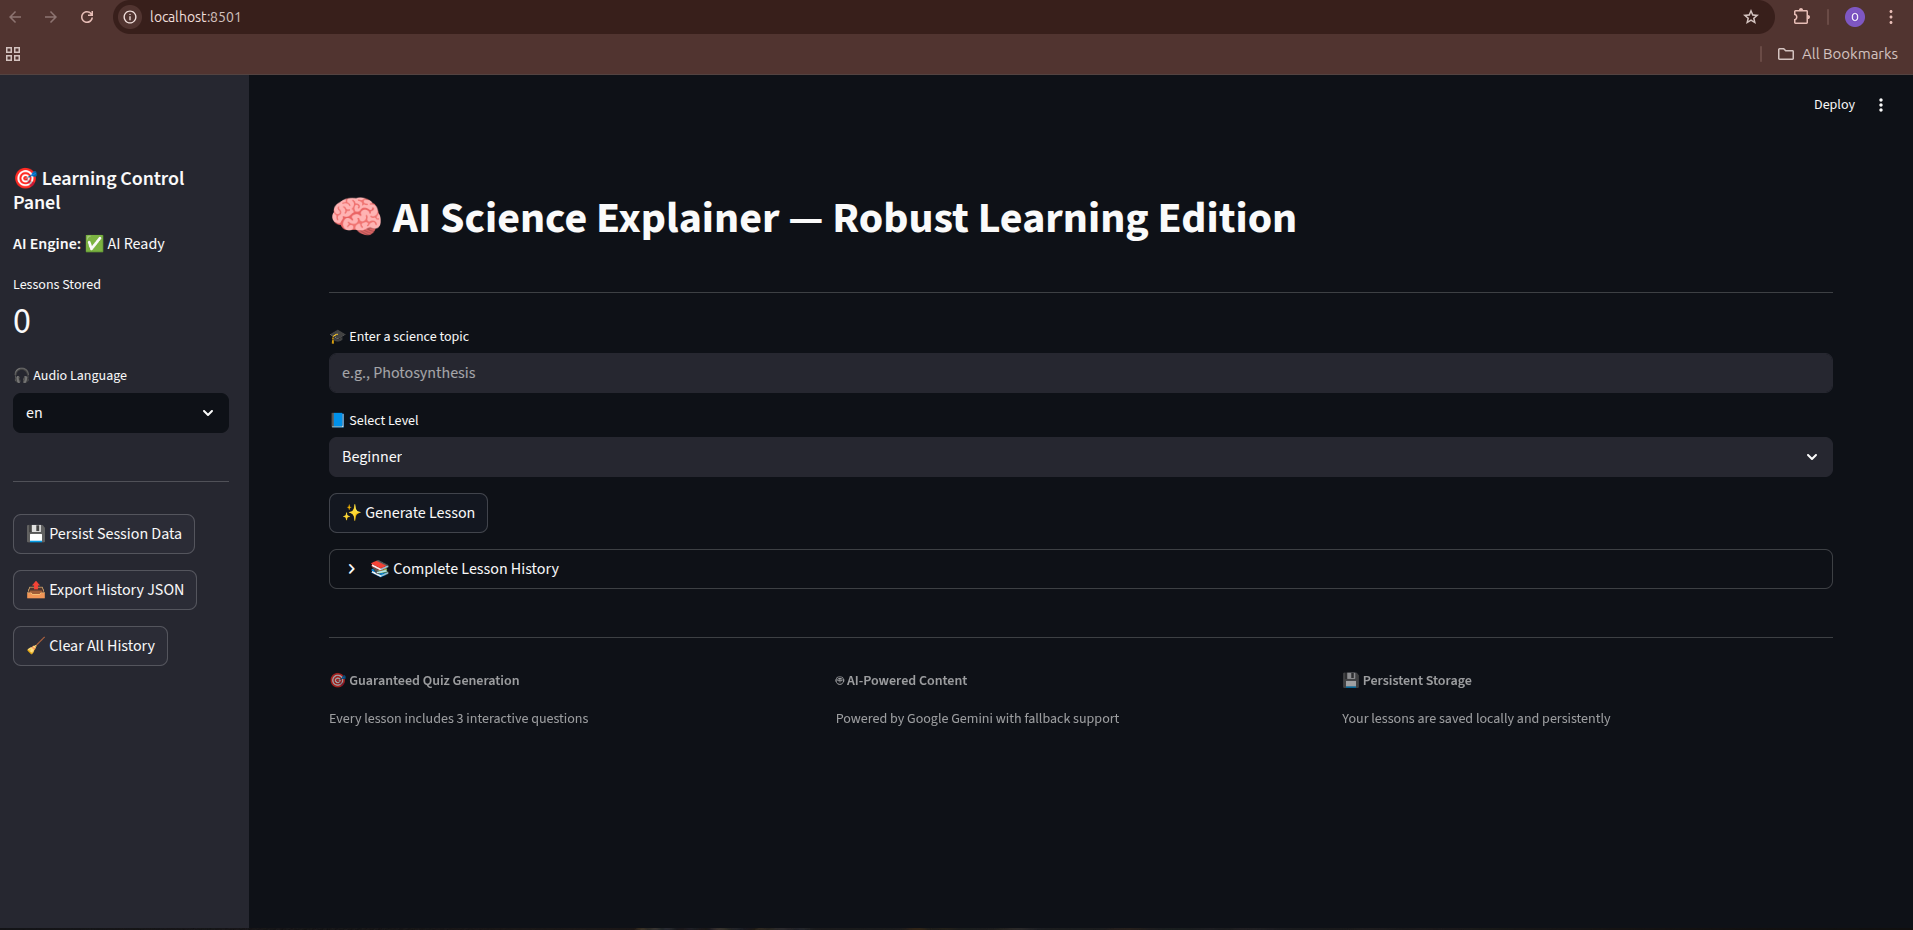 localhost:8501
All Bookmarks
Deploy
🎯 Learning Control
Panel
AI Engine: ✅ AI Ready
Lessons Stored
0
🎧 Audio Language
en
💾 Persist Session Data
📤 Export History JSON
🧹 Clear All History
🧠 AI Science Explainer — Robust Learning Edition
🎓 Enter a science topic
e.g., Photosynthesis
📘 Select Level
Beginner
✨ Generate Lesson
📚 Complete Lesson History
🎯 Guaranteed Quiz Generation
Every lesson includes 3 interactive questions
AI-Powered Content
Powered by Google Gemini with fallback support
💾 Persistent Storage
Your lessons are saved locally and persistently
O